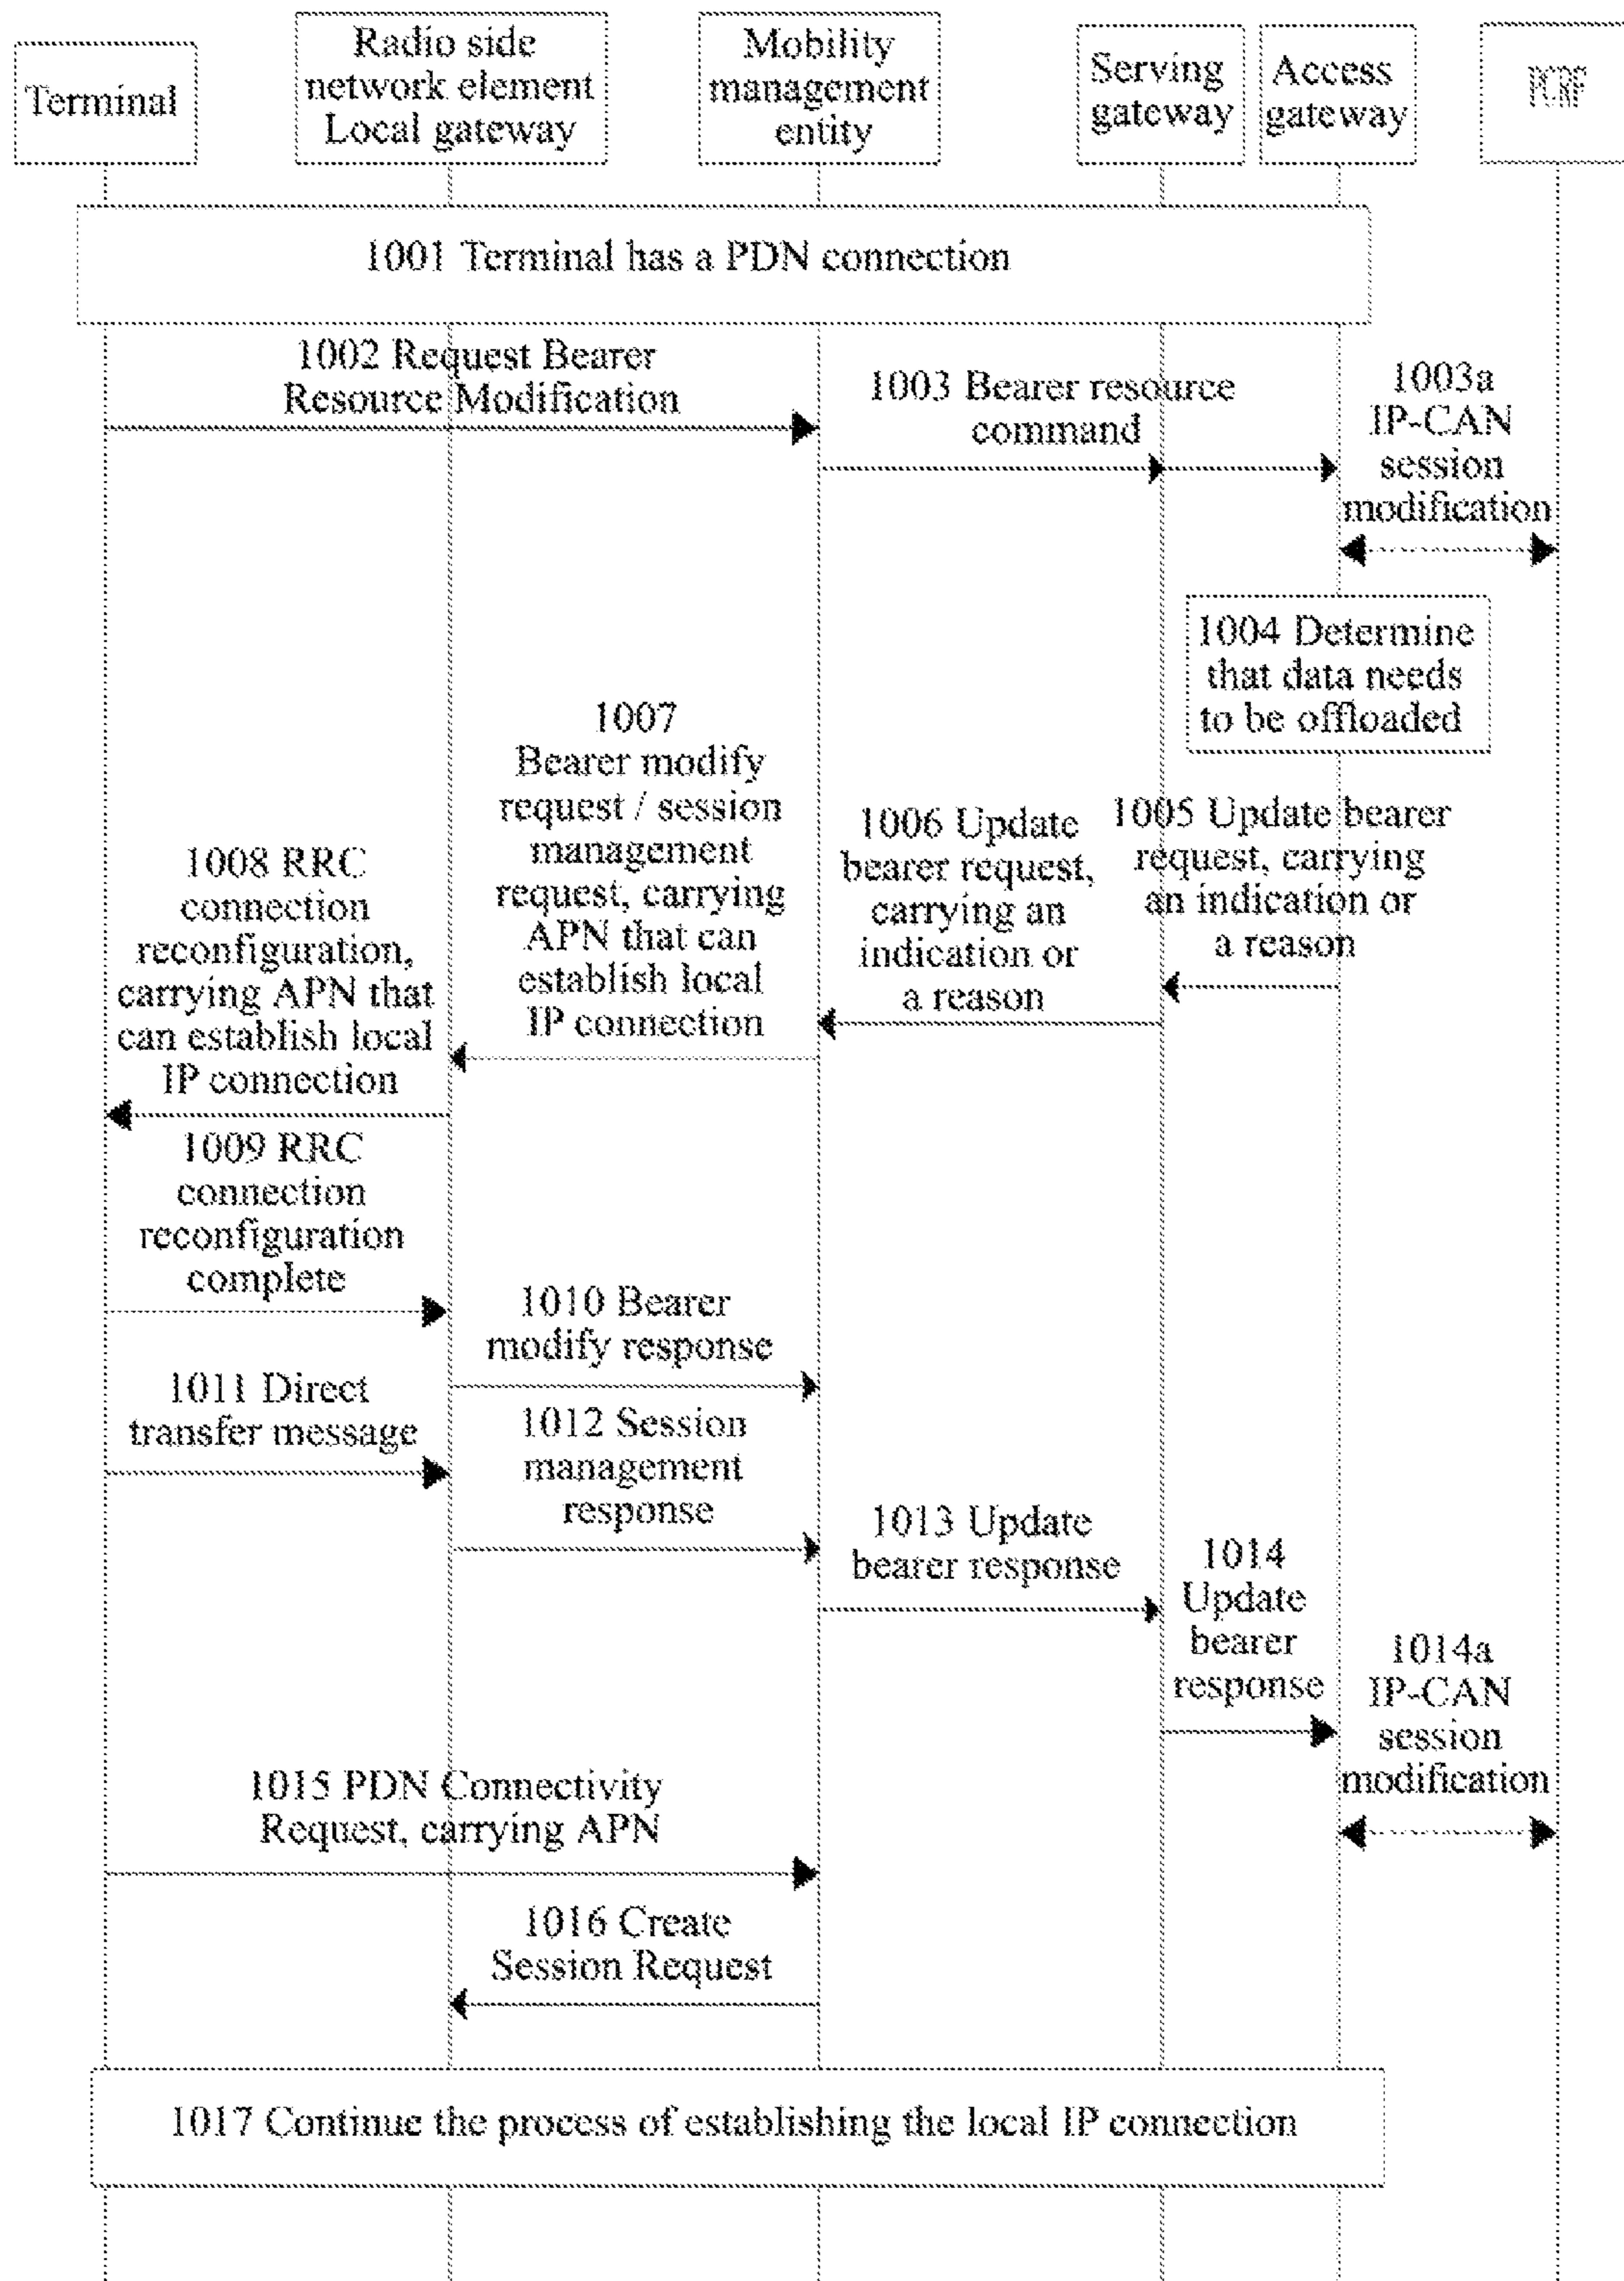 Terminal
Radio side
network element
Local gateway
Mobility
management
entity
Serving
gateway
Access
gateway
PCRF
1001 Terminal has a PDN connection
1002 Request Bearer
Resource Modification
1003 Bearer resource
command
1003a
IP-CAN
session
modification
1004 Determine
that data needs
to be offloaded
1005 Update bearer
request, carrying
an indication or
a reason
1006 Update
bearer request,
carrying an
indication or
a reason
1007
Bearer modify
request / session
management
request, carrying
APN that can
establish local
IP connection
1008 RRC
connection
reconfiguration,
carrying APN that
can establish local
IP connection
1009 RRC
connection
reconfiguration
complete
1010 Bearer
modify response
1011 Direct
transfer message
1012 Session
management
response
1013 Update
bearer response
1014
Update
bearer
response
1014a
IP-CAN
session
modification
1015 PDN Connectivity
Request, carrying APN
1016 Create
Session Request
1017 Continue the process of establishing the local IP connection